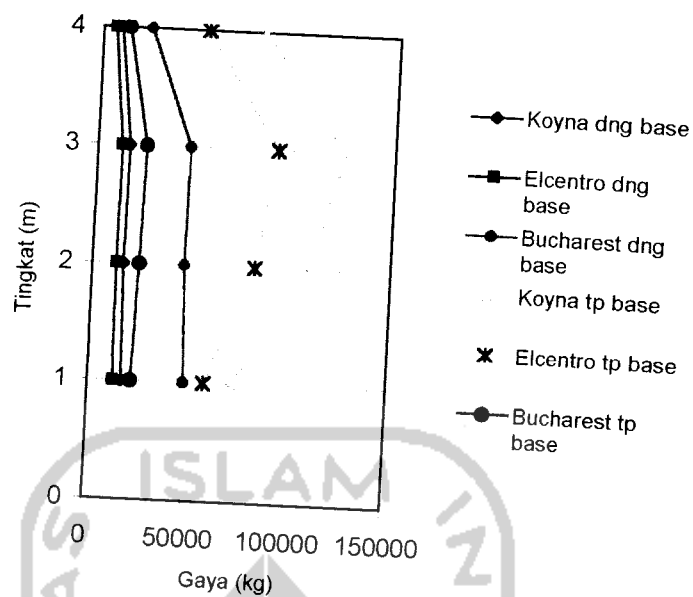 4
3
2
1
0
Tingkat (m)
0 50000 100000 150000
Gaya (kg)
Koyna dng base
Elcentro dng
base
Bucharest dng
base
Koyna tp base
Elcentro tp base
Bucharest tp
base
ISLAM